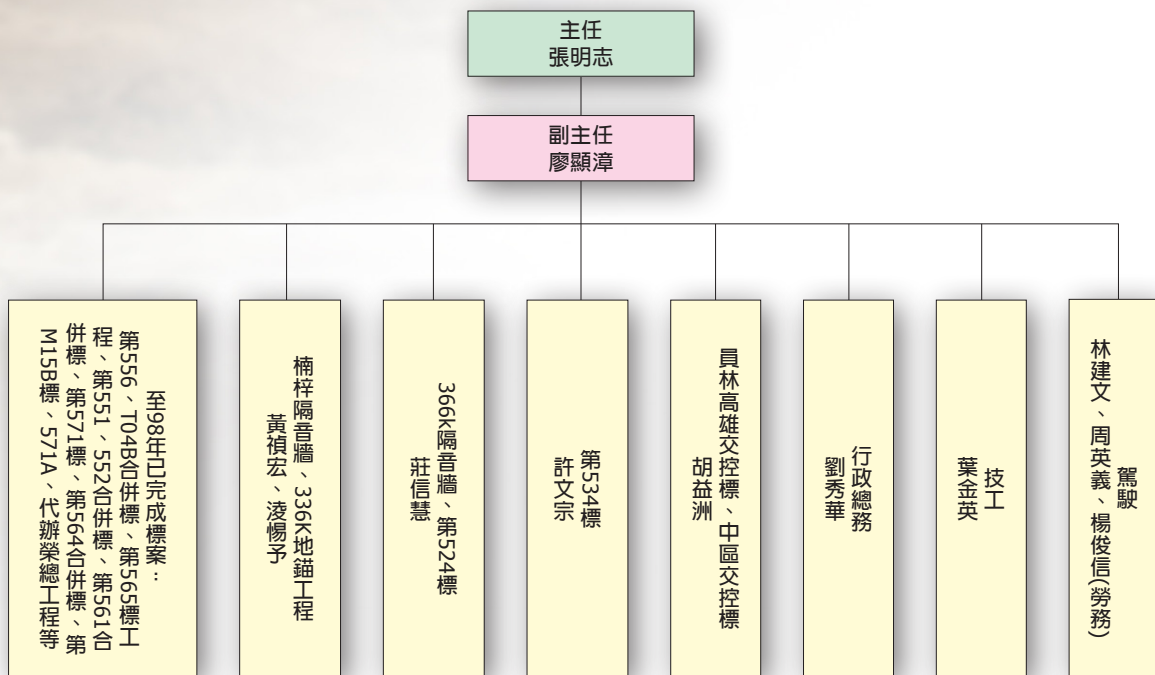 主任
張明志
副主任
廖顯漳
至98年已完成標案：
第556、T04B合併標、第565標工
程、第551、552合併標、第561合
併標、第571標、第564合併標、第
M15B標、571A、代辦榮總工程等
楠梓隔音牆、336K地錨工程
黃禎宏、淩惕予
366k隔音牆、第524標
莊信慧
第534標
許文宗
員林高雄交控標、中區交控標
胡益洲
行政總務
劉秀華
技工
葉金英
駕駛
林建文、周英義、楊俊信(勞務)